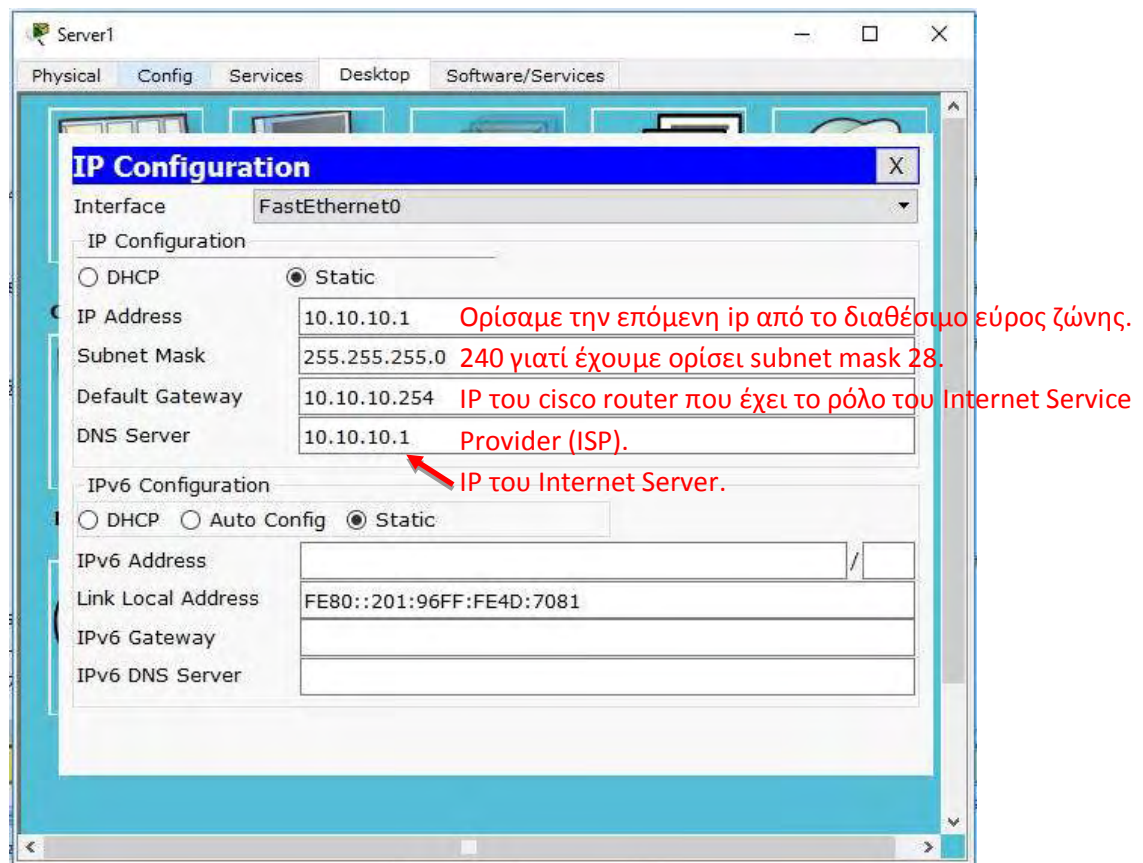 Server1
Physical Config Services Desktop Software/Services
IP Configuration X
Interface FastEthernet0
IP Configuration
DHCP Static
IP Address 10.10.10.1 Ορίσαμε την επόμενη ip από το διαθέσιμο εύρος ζώνης.
Subnet Mask 255.255.255.0 240 γιατί έχουμε ορίσει subnet mask 28.
Default Gateway 10.10.10.254 IP του cisco router που έχει το ρόλο του Internet Service
DNS Server 10.10.10.1 Provider (ISP).
IP του Internet Server.
IPv6 Configuration
DHCP Auto Config Static
IPv6 Address /
Link Local Address FE80::201:96FF:FE4D:7081
IPv6 Gateway
IPv6 DNS Server